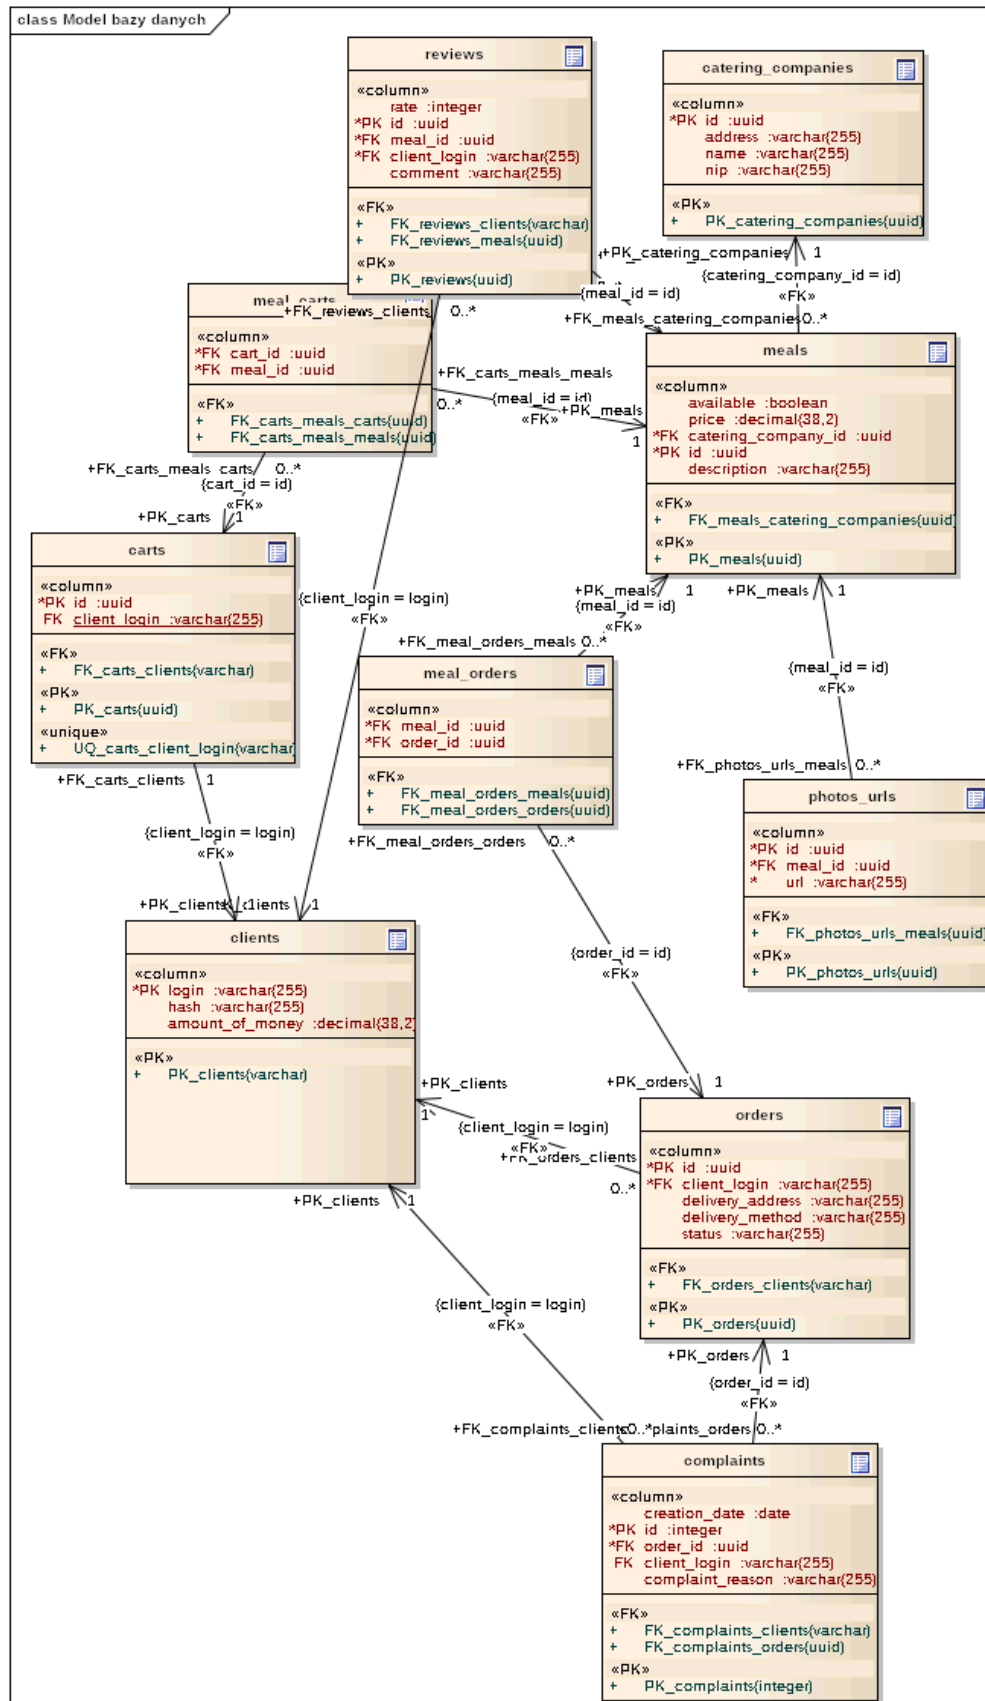 class Model bazy danych
reviews
«column»
rate :integer
*PK id :uuid
*FK meal_id :uuid
*FK client_login :varchar(255)
comment :varchar(255)
«FK»
+ FK_reviews_clients(varchar)
+ FK_reviews_meals(uuid)
«PK»
+ PK_reviews(uuid)
catering_companies
«column»
*PK id :uuid
address :varchar(255)
name :varchar(255)
nip :varchar(255)
«PK»
+ PK_catering_companies(uuid)
+PK_catering_companies 1
{catering_company_id = id}
«FK»
{meal_id = id}
+FK_meals_catering_companies 0..*
meal_carts
+FK_reviews_clients 0..*
«column»
*FK cart_id :uuid
*FK meal_id :uuid
«FK»
+ FK_carts_meals_carts(uuid)
+ FK_carts_meals_meals(uuid)
+FK_carts_meals_meals
{meal_id = id}
0..*
«FK»
+PK_meals
1
meals
«column»
available :boolean
price :decimal(38,2)
*FK catering_company_id :uuid
*PK id :uuid
description :varchar(255)
«FK»
+ FK_meals_catering_companies(uuid)
«PK»
+ PK_meals(uuid)
+FK_carts_meals_carts 0..*
{cart_id = id}
«FK»
+PK_carts 1
carts
«column»
*PK id :uuid
FK client_login :varchar(255)
«FK»
+ FK_carts_clients(varchar)
«PK»
+ PK_carts(uuid)
«unique»
+ UQ_carts_client_login(varchar)
+FK_carts_clients 1
{client_login = login}
«FK»
{client_login = login}
«FK»
+PK_meals 1
{meal_id = id}
«FK»
+FK_meal_orders_meals 0..*
+PK_meals 1
{meal_id = id}
«FK»
+FK_photos_urls_meals 0..*
meal_orders
«column»
*FK meal_id :uuid
*FK order_id :uuid
«FK»
+ FK_meal_orders_meals(uuid)
+ FK_meal_orders_orders(uuid)
+FK_meal_orders_orders 0..*
photos_urls
«column»
*PK id :uuid
*FK meal_id :uuid
* url :varchar(255)
«FK»
+ FK_photos_urls_meals(uuid)
«PK»
+ PK_photos_urls(uuid)
+PK_clients 1
1
clients
«column»
*PK login :varchar(255)
hash :varchar(255)
amount_of_money :decimal(38,2)
«PK»
+ PK_clients(varchar)
{order_id = id}
«FK»
+PK_orders 1
+PK_clients
1
{client_login = login}
«FK»
+FK_orders_clients
0..*
orders
«column»
*PK id :uuid
*FK client_login :varchar(255)
delivery_address :varchar(255)
delivery_method :varchar(255)
status :varchar(255)
«FK»
+ FK_orders_clients(varchar)
«PK»
+ PK_orders(uuid)
+PK_clients 1
{client_login = login}
«FK»
+PK_orders 1
{order_id = id}
«FK»
+FK_complaints_clients 0..* plaints_orders 0..*
complaints
«column»
creation_date :date
*PK id :integer
*FK order_id :uuid
FK client_login :varchar(255)
complaint_reason :varchar(255)
«FK»
+ FK_complaints_clients(varchar)
+ FK_complaints_orders(uuid)
«PK»
+ PK_complaints(integer)